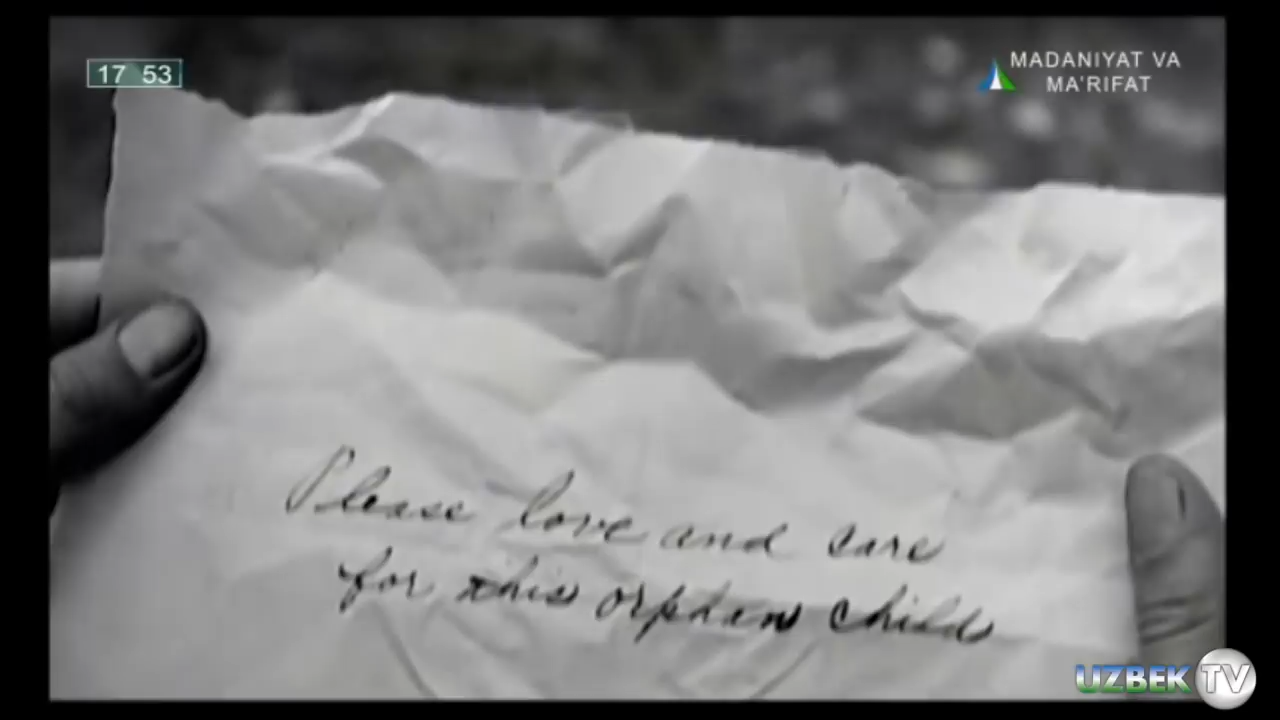 17 53
MADANIYAT VA
MA'RIFAT
Please love and care
for this orphan child
UZBEK TV